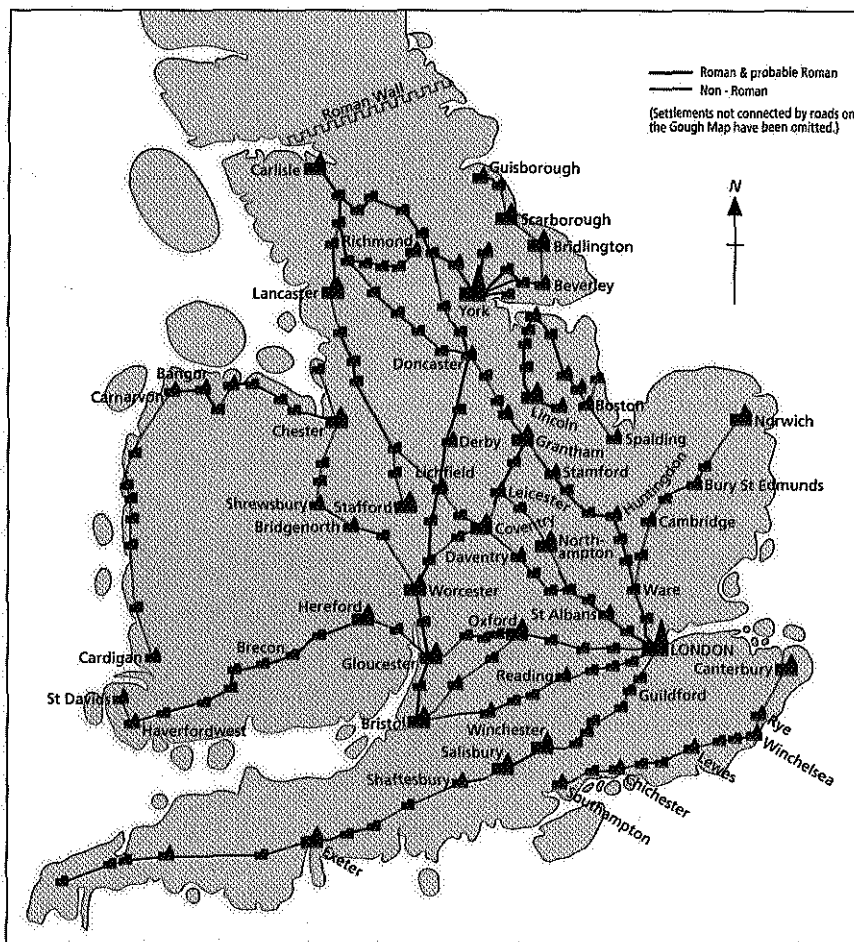 Roman & probable Roman
Non - Roman
(Settlements not connected by roads on
the Gough Map have been omitted.)
N
Roman Wall
Carlisle
Guisborough
Scarborough
Richmond
Bridlington
Lancaster
York
Beverley
Doncaster
Bangor
Carnarvon
Chester
Lincoln
Boston
Norwich
Derby
Grantham
Spalding
Lichfield
Stamford
Huntingdon
Bury St Edmunds
Shrewsbury
Stafford
Leicester
Bridgenorth
Coventry
Cambridge
Daventry
North-
ampton
Worcester
Ware
Hereford
Oxford
St Albans
Brecon
LONDON
Cardigan
Gloucester
Canterbury
Reading
St Davids
Guildford
Haverfordwest
Bristol
Winchester
Rye
Salisbury
Winchelsea
Shaftesbury
Lewes
Chichester
Southampton
Exeter